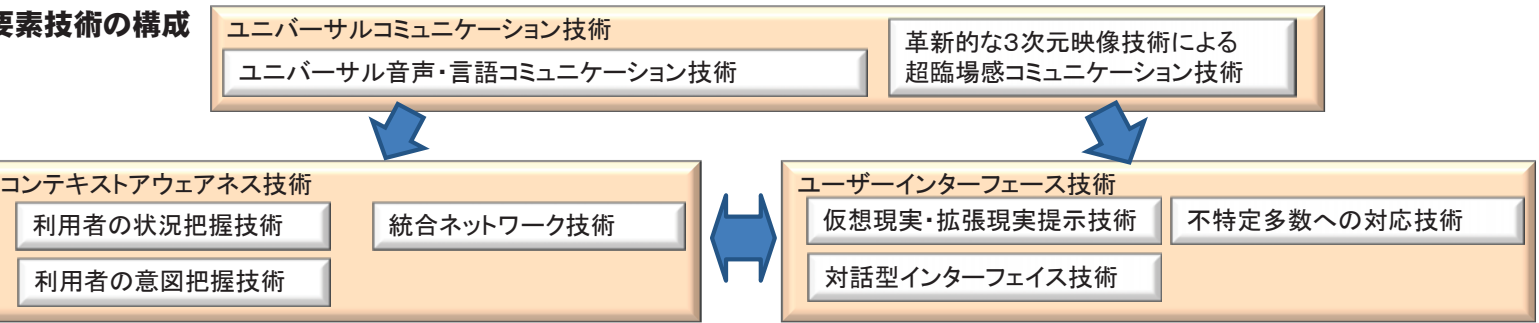 要素技術の構成
ユニバーサルコミュニケーション技術
ユニバーサル音声・言語コミュニケーション技術
革新的な3次元映像技術による
超臨場感コミュニケーション技術
コンテキストアウェアネス技術
利用者の状況把握技術
統合ネットワーク技術
利用者の意図把握技術
ユーザーインターフェース技術
仮想現実・拡張現実提示技術
不特定多数への対応技術
対話型インターフェイス技術